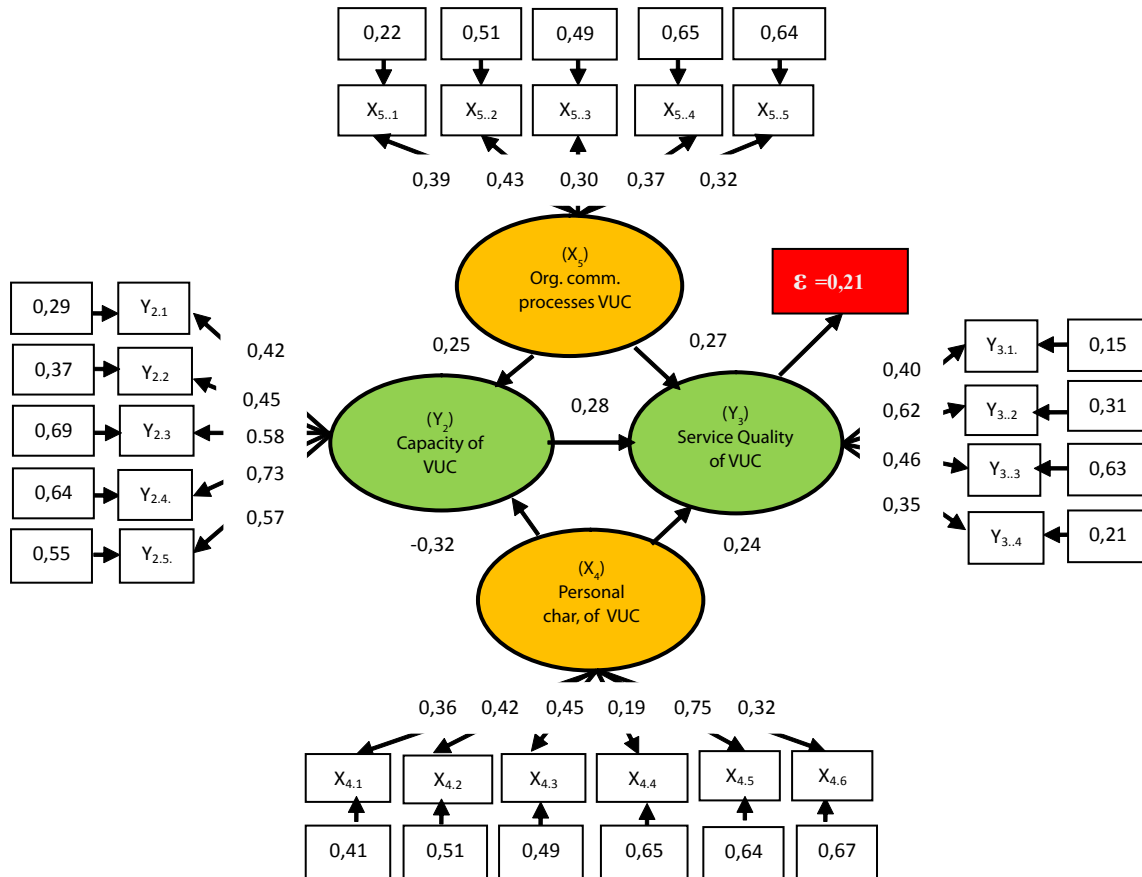 0,22 0,51 0,49 0,65 0,64
X5..1 X5..2 X5..3 X5..4 X5..5
0,39 0,43 0,30 0,37 0,32
(X5)
Org. comm.
processes VUC
ε =0,21
0,29 Y2.1
0,37 Y2.2
0,69 Y2.3
0,64 Y2.4.
0,55 Y2.5.
0,42
0,45
0,58
0,73
0,57
0,25
0,27
0,28
(Y2)
Capacity of
VUC
(Y3)
Service Quality
of VUC
-0,32
0,24
0,40
0,62
0,46
0,35
Y3.1. 0,15
Y3..2 0,31
Y3..3 0,63
Y3..4 0,21
(X4)
Personal
char, of VUC
0,36 0,42 0,45 0,19 0,75 0,32
X4.1 X4.2 X4.3 X4.4 X4.5 X4.6
0,41 0,51 0,49 0,65 0,64 0,67